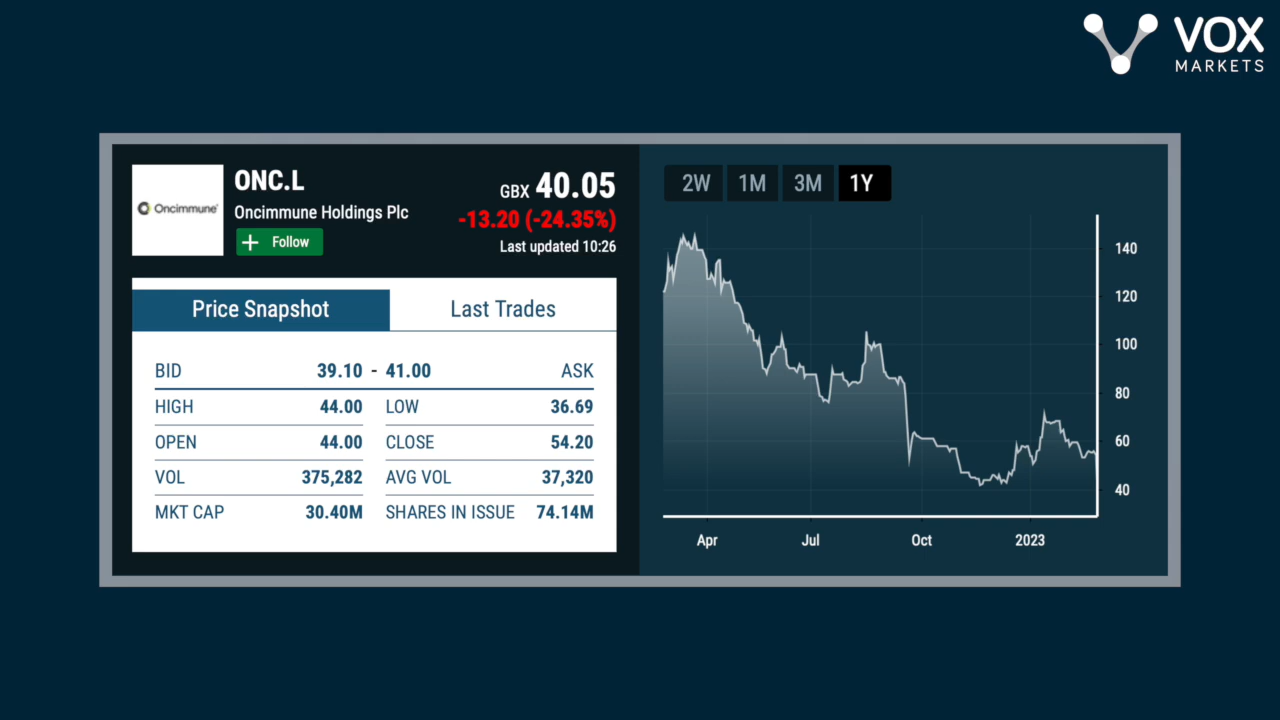 VOX
MARKETS
Oncimmune
ONC.L
Oncimmune Holdings Plc
+ Follow
GBX 40.05
-13.20 (-24.35%)
Last updated 10:26
Price Snapshot
Last Trades
BID 39.10 - 41.00 ASK
HIGH 44.00 LOW 36.69
OPEN 44.00 CLOSE 54.20
VOL 375,282 AVG VOL 37,320
MKT CAP 30.40M SHARES IN ISSUE 74.14M
2W 1M 3M 1Y
140
120
100
80
60
40
Apr Jul Oct 2023